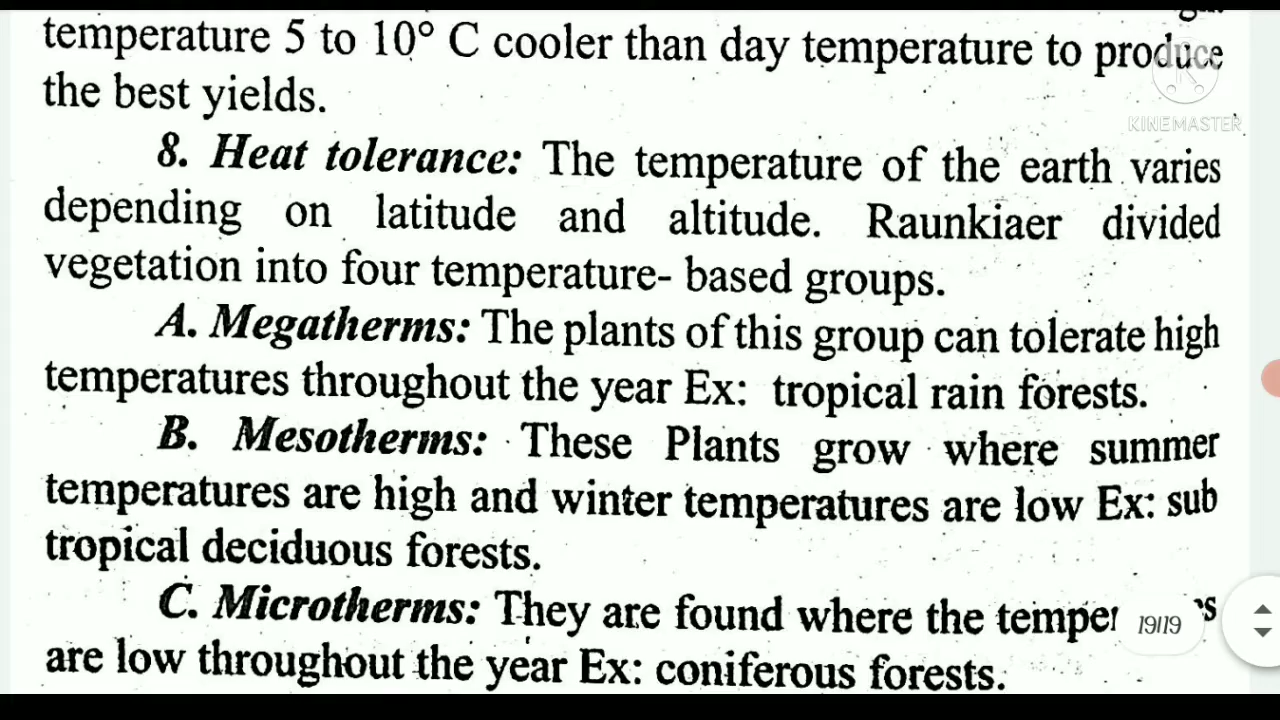 temperature 5 to 10° C cooler than day temperature to produce
the best yields.
KINEMASTER
8. Heat tolerance: The temperature of the earth varies
depending on latitude and altitude. Raunkiaer divided
vegetation into four temperature- based groups.
A. Megatherms: The plants of this group can tolerate high
temperatures throughout the year Ex: tropical rain forests.
B. Mesotherms: These Plants grow where summer
temperatures are high and winter temperatures are low Ex: sub
tropical deciduous forests.
C. Microtherms: They are found where the
19/19
are low throughout the year Ex: coniferous forests.